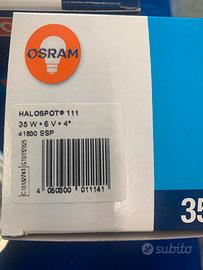 OSRAM
HALOSPOT® 111
35 W • 6 V • 4°
41830 SSP
4 050300 011141
35
subito